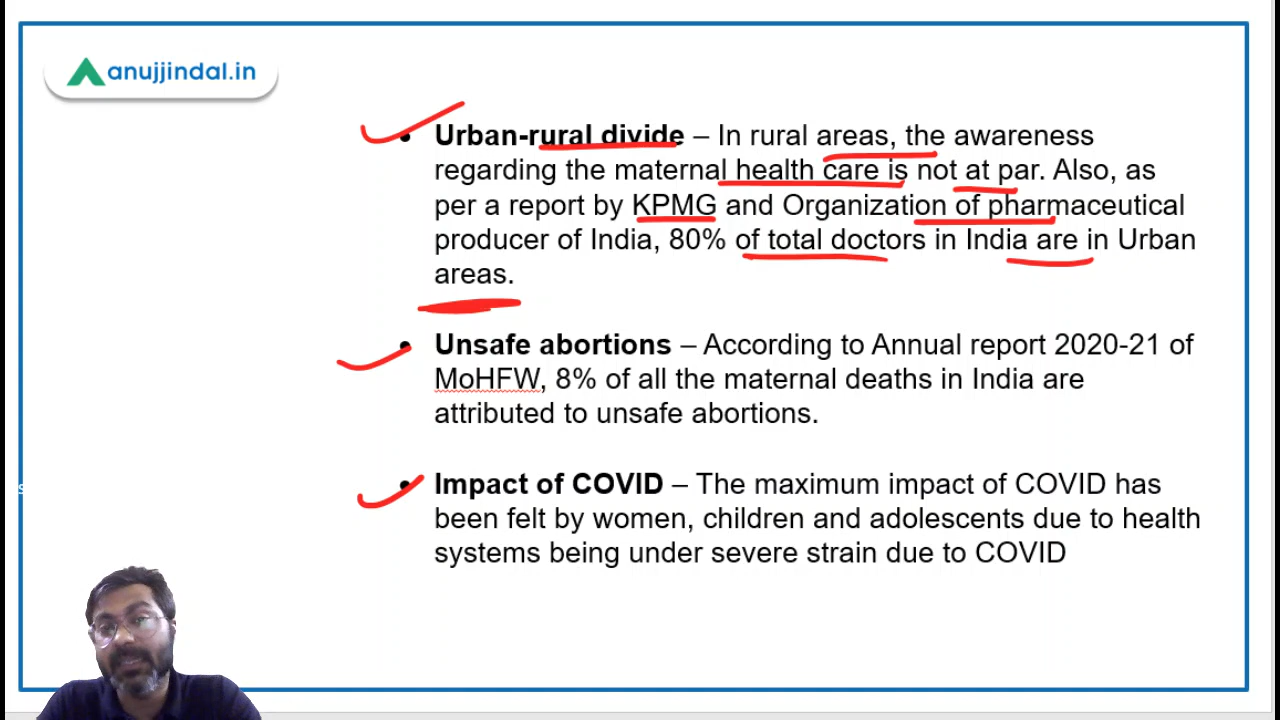 anujjindal.in
• Urban-rural divide – In rural areas, the awareness
regarding the maternal health care is not at par. Also, as
per a report by KPMG and Organization of pharmaceutical
producer of India, 80% of total doctors in India are in Urban
areas.
• Unsafe abortions – According to Annual report 2020-21 of
MoHFW, 8% of all the maternal deaths in India are
attributed to unsafe abortions.
• Impact of COVID – The maximum impact of COVID has
been felt by women, children and adolescents due to health
systems being under severe strain due to COVID